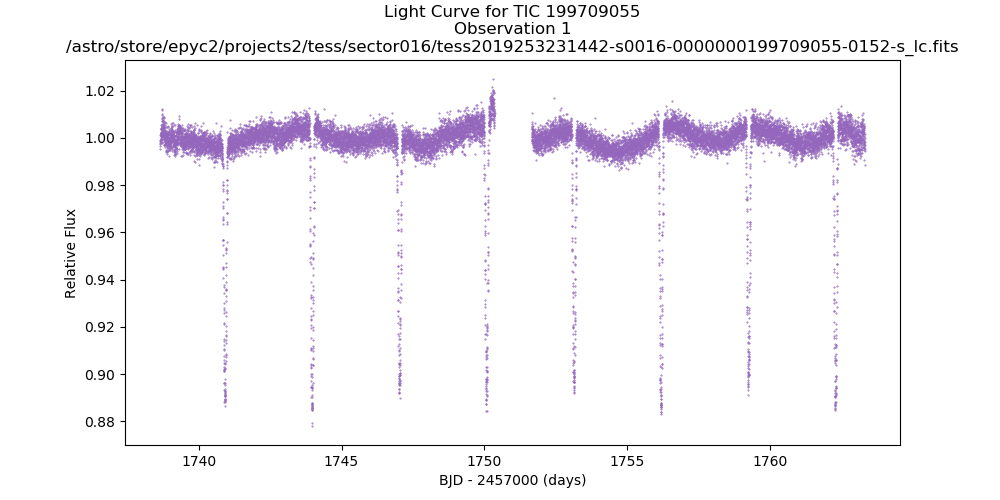 Light Curve for TIC 199709055
Observation 1
/astro/store/epyc2/projects2/tess/sector016/tess2019253231442-s0016-0000000199709055-0152-s_lc.fits
1.02
1.00
0.98
0.96
0.94
0.92
0.90
0.88
Relative Flux
1740 1745 1750 1755 1760
BJD - 2457000 (days)